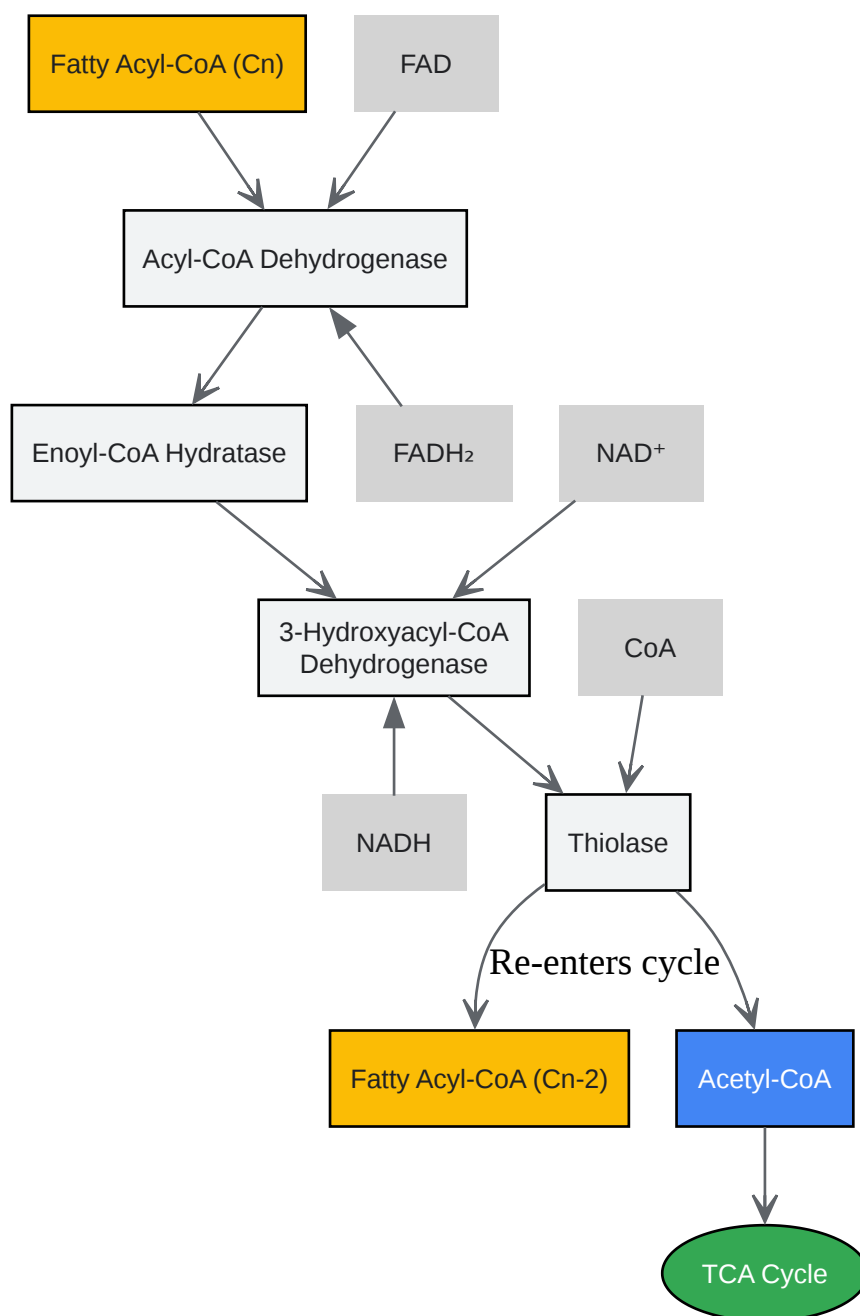 Fatty Acyl-CoA (Cn)
FAD
Acyl-CoA Dehydrogenase
Enoyl-CoA Hydratase
FADH₂
NAD⁺
3-Hydroxyacyl-CoA
Dehydrogenase
CoA
NADH
Thiolase
Re-enters cycle
Fatty Acyl-CoA (Cn-2)
Acetyl-CoA
TCA Cycle